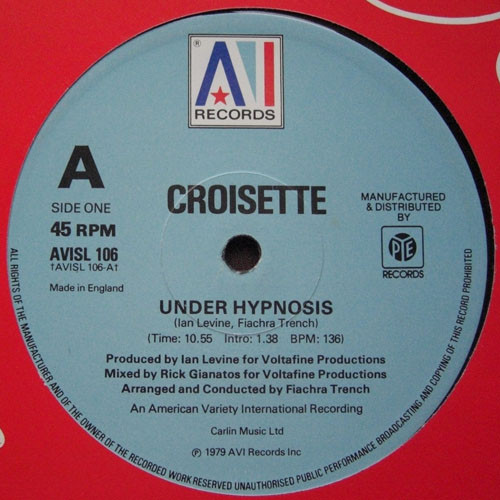 ®
AVI
RECORDS
A
SIDE ONE
45 RPM
AVISL 106
†AVISL 106-A†
Made in England
CROISETTE
MANUFACTURED
& DISTRIBUTED
BY
PYE
RECORDS
UNDER HYPNOSIS
(Ian Levine, Fiachra Trench)
(Time: 10.55 Intro: 1.38 BPM: 136)
Produced by Ian Levine for Voltafine Productions
Mixed by Rick Gianatos for Voltafine Productions
Arranged and Conducted by Fiachra Trench
An American Variety International Recording
Carlin Music Ltd
℗ 1979 AVI Records Inc
ALL RIGHTS OF THE MANUFACTURER AND OF THE OWNER OF THE RECORDED WORK RESERVED UNAUTHORISED PUBLIC PERFORMANCE BROADCASTING AND COPYING OF THIS RECORD PROHIBITED